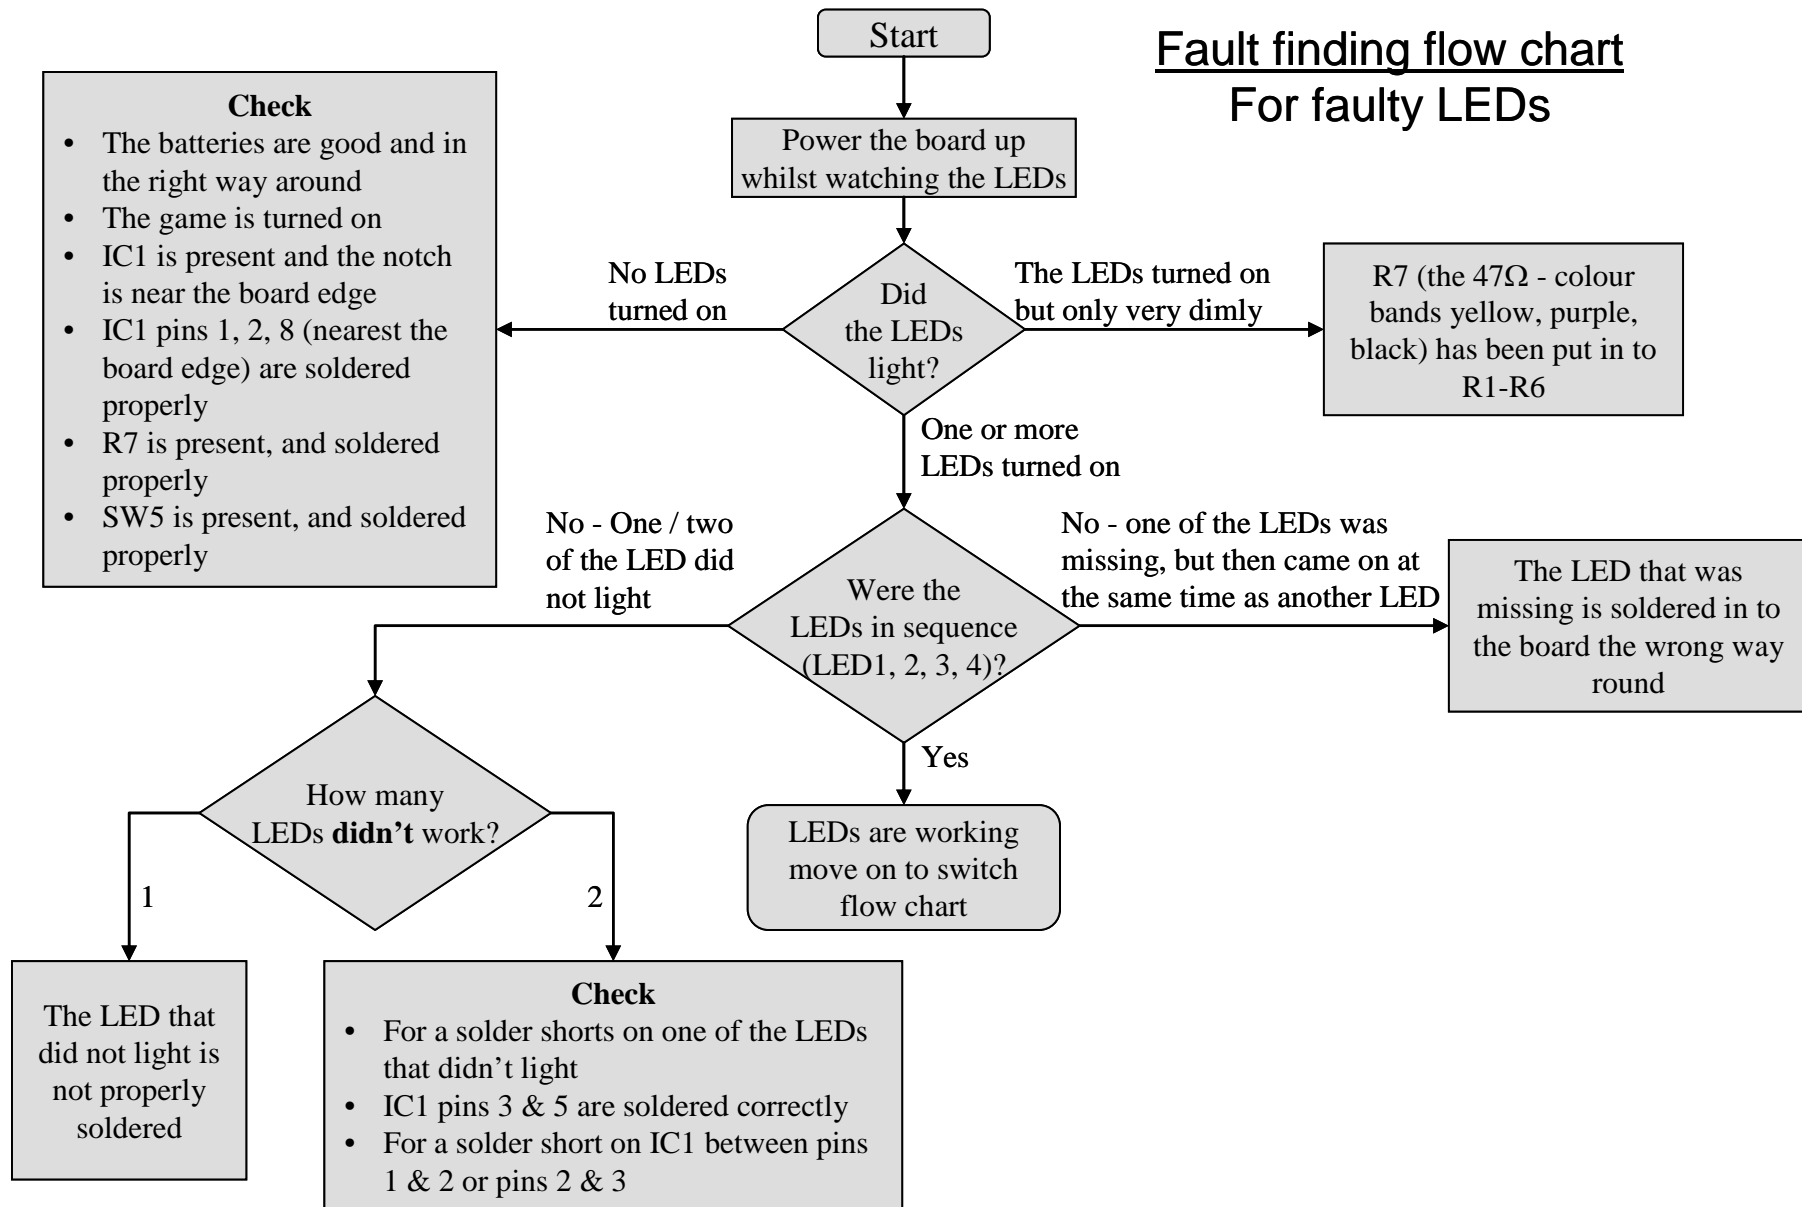 Fault finding flow chart
For faulty LEDs
Start
Power the board up
whilst watching the LEDs
Did
the LEDs
light?
No LEDs
turned on
Check
• The batteries are good and in
the right way around
• The game is turned on
• IC1 is present and the notch
is near the board edge
• IC1 pins 1, 2, 8 (nearest the
board edge) are soldered
properly
• R7 is present, and soldered
properly
• SW5 is present, and soldered
properly
The LEDs turned on
but only very dimly
R7 (the 47Ω - colour
bands yellow, purple,
black) has been put in to
R1-R6
One or more
LEDs turned on
Were the
LEDs in sequence
(LED1, 2, 3, 4)?
No - One / two
of the LED did
not light
No - one of the LEDs was
missing, but then came on at
the same time as another LED
The LED that was
missing is soldered in to
the board the wrong way
round
Yes
LEDs are working
move on to switch
flow chart
How many
LEDs didn’t work?
1
2
The LED that
did not light is
not properly
soldered
Check
• For a solder shorts on one of the LEDs
that didn’t light
• IC1 pins 3 & 5 are soldered correctly
• For a solder short on IC1 between pins
1 & 2 or pins 2 & 3